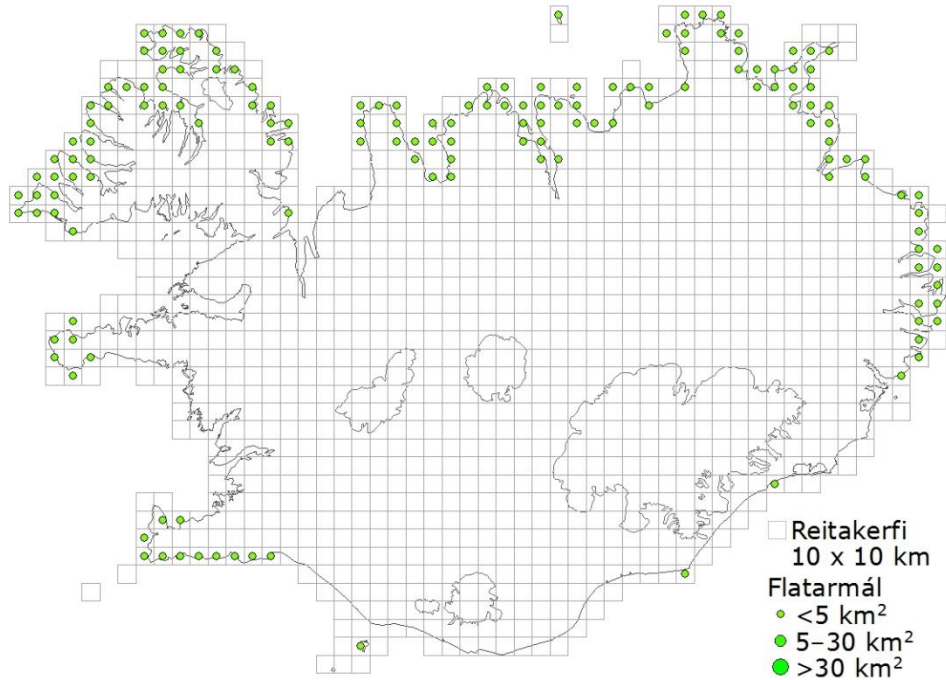 Reitakerfi
10 x 10 km
Flatarmál
<5 km²
5–30 km²
>30 km²